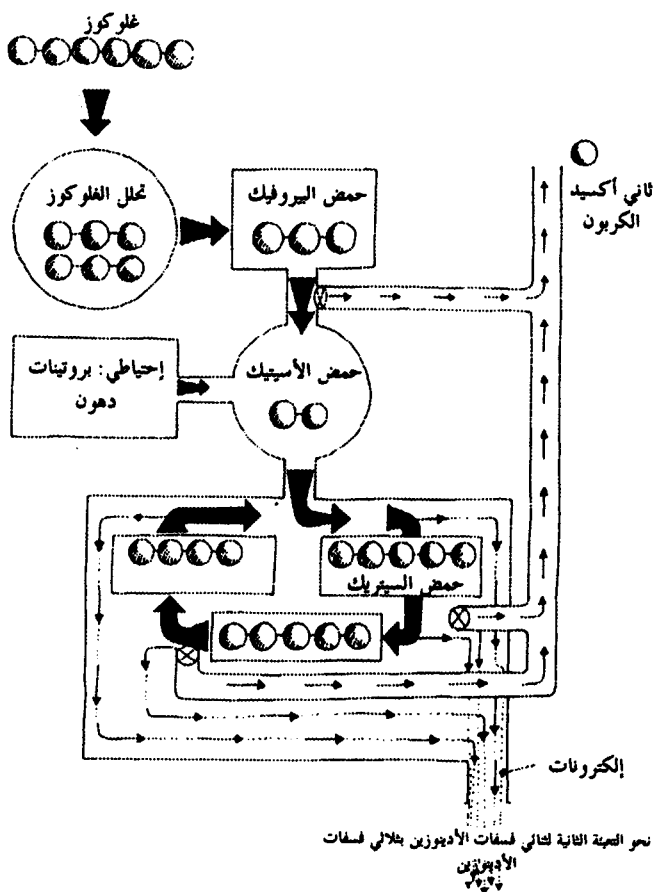 غلوكوز
تحلل الغلوكوز
حمض البيروفيك
ثاني أكسيد
الكربون
إحتياطي: بروتينات
دهون
حمض الأسيتيك
حمض السيتريك
إلكترونات
نحو التعبئة الثانية لثنائي فسفات الأدينوزين بثلاثي فسفات
الأدينوزين